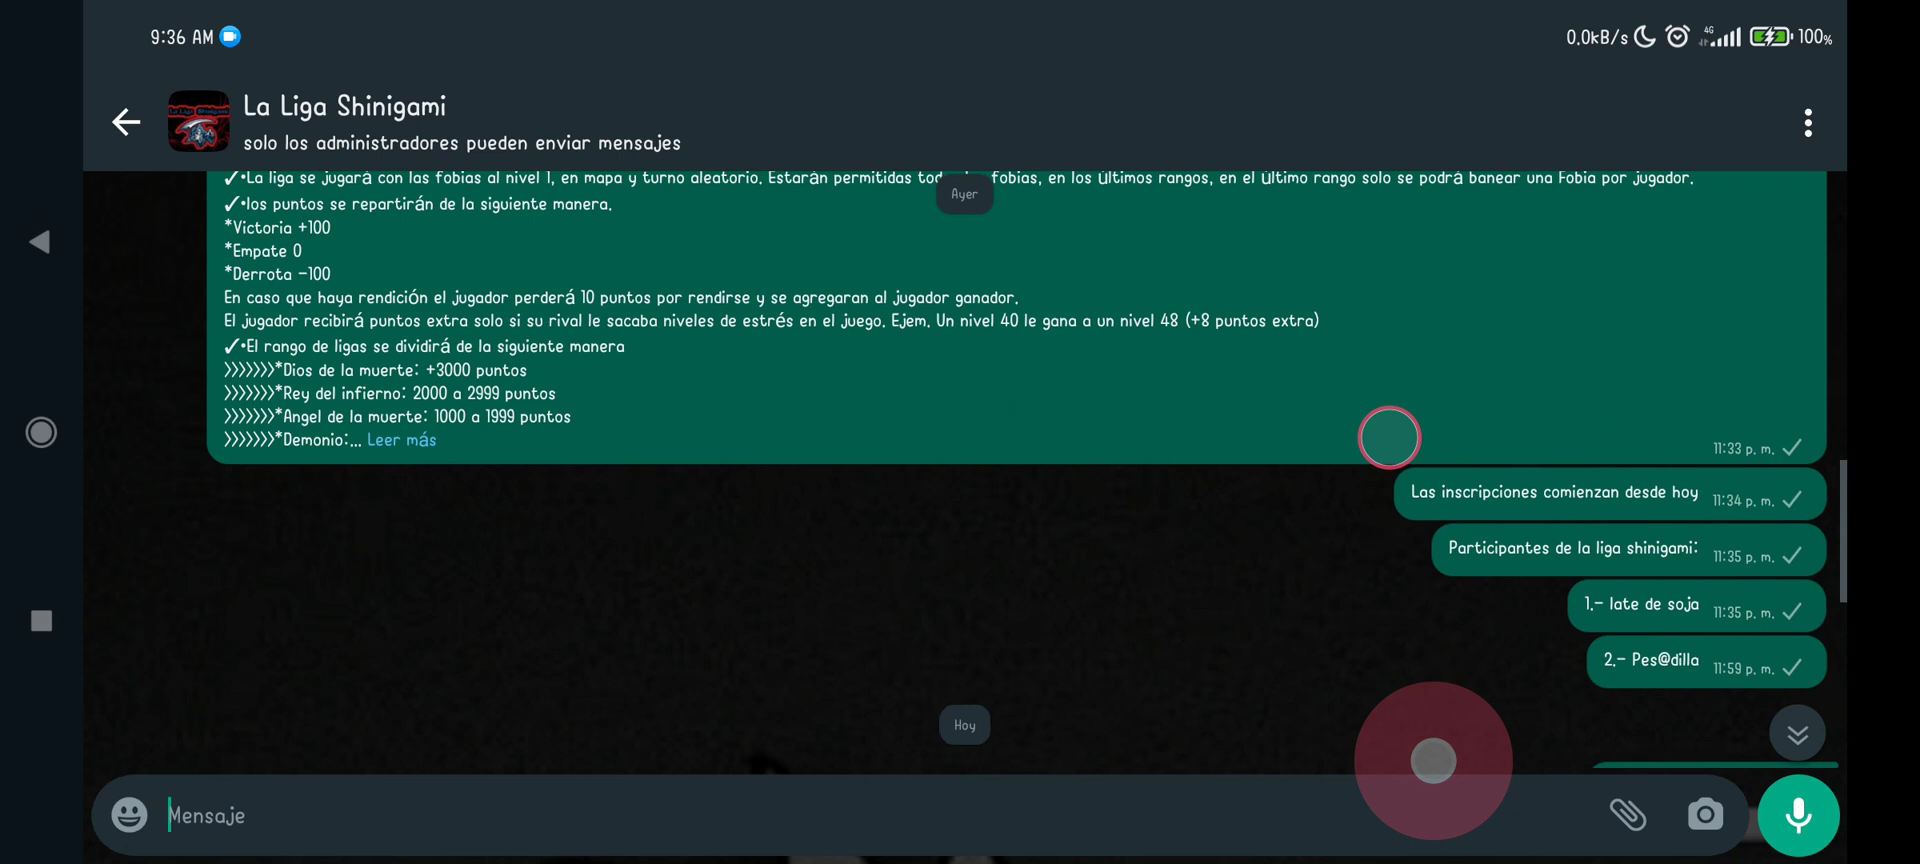 9:36 AM
0.0kB/s 4G 100%
La Liga Shinigami
solo los administradores pueden enviar mensajes
✓•La liga se jugará con las fobias al nivel 1, en mapa y turno aleatorio. Estarán permitidas tod fobias, en los últimos rangos, en el último rango solo se podrá banear una Fobia por jugador.
Ayer
✓•los puntos se repartirán de la siguiente manera.
*Victoria +100
*Empate 0
*Derrota -100
En caso que haya rendición el jugador perderá 10 puntos por rendirse y se agregaran al jugador ganador.
El jugador recibirá puntos extra solo si su rival le sacaba niveles de estrés en el juego. Ejem. Un nivel 40 le gana a un nivel 48 (+8 puntos extra)
✓•El rango de ligas se dividirá de la siguiente manera
》》》》》》》*Dios de la muerte: +3000 puntos
》》》》》》》*Rey del infierno: 2000 a 2999 puntos
》》》》》》》*Angel de la muerte: 1000 a 1999 puntos
》》》》》》》*Demonio:... Leer más
11:33 p. m.
Las inscripciones comienzan desde hoy 11:34 p. m.
Participantes de la liga shinigami: 11:35 p. m.
1.- late de soja 11:35 p. m.
2.- Pes@dilla 11:59 p. m.
Hoy
Mensaje